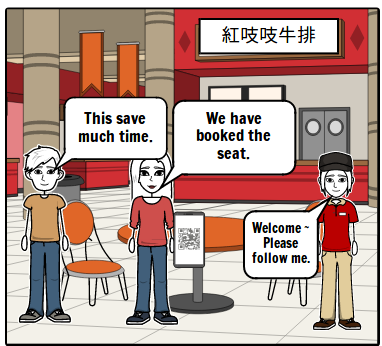 紅吱吱牛排
This save
much time.
We have
booked the
seat.
Welcome ~
Please
follow me.